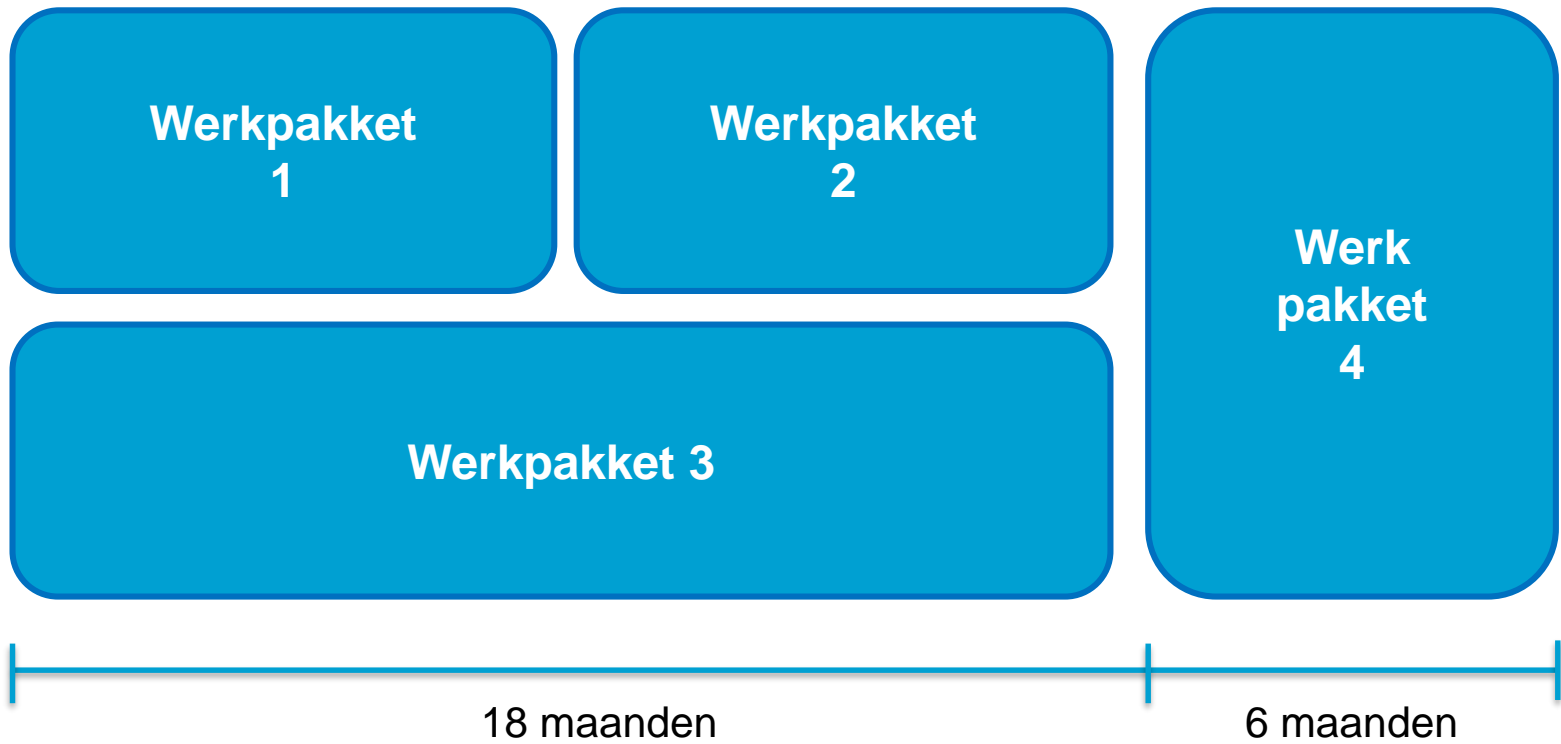 Werkpakket
1
Werkpakket
2
Werk
pakket
4
Werkpakket 3
18 maanden
6 maanden